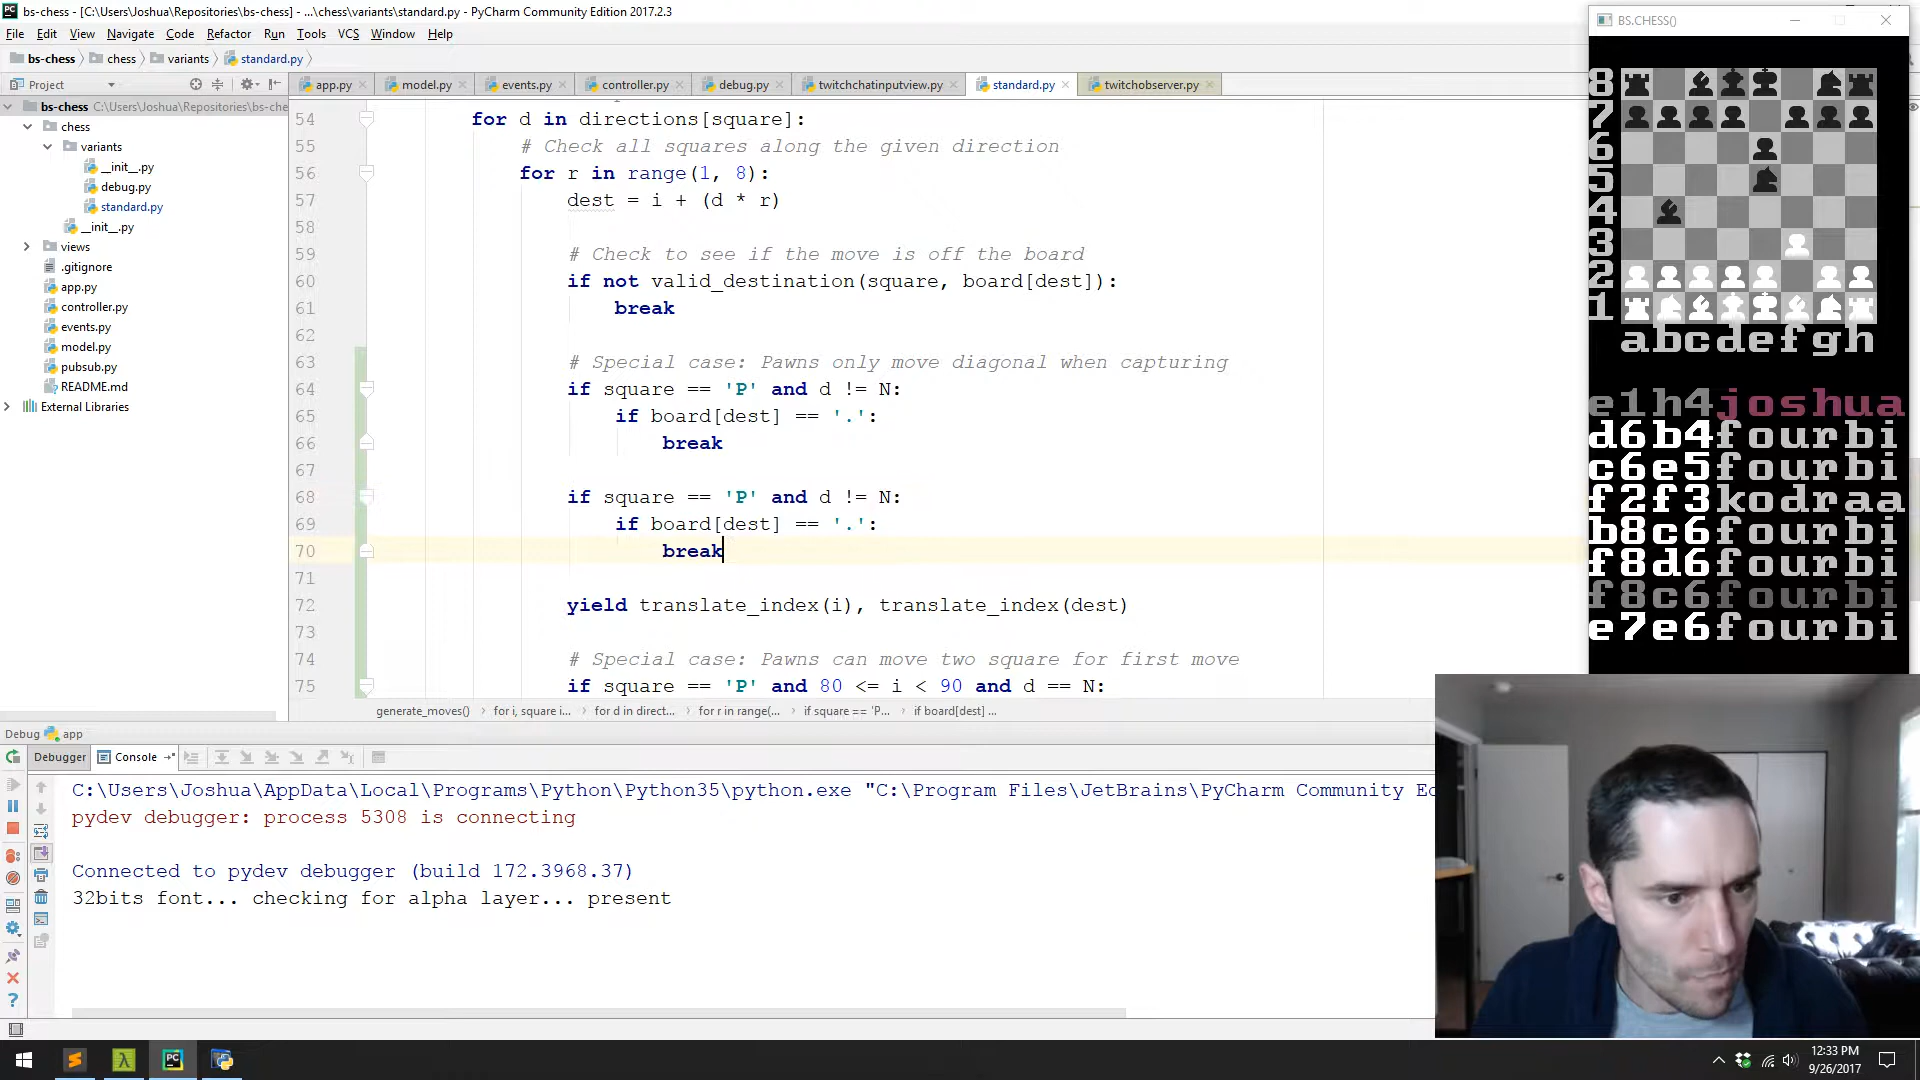 bs-chess - [C:\Users\Joshua\Repositories\bs-chess] - ...\chess\variants\standard.py - PyCharm Community Edition 2017.2.3
File Edit View Navigate Code Refactor Run Tools VCS Window Help
bs-chess chess variants standard.py
Project
app.py model.py events.py controller.py debug.py twitchchatinputview.py standard.py twitchobserver.py
bs-chess C:\Users\Joshua\Repositories\bs-che
chess
variants
__init__.py
debug.py
standard.py
__init__.py
views
.gitignore
app.py
controller.py
events.py
model.py
pubsub.py
README.md
External Libraries
54 for d in directions[square]:
55 # Check all squares along the given direction
56 for r in range(1, 8):
57 dest = i + (d * r)
58
59 # Check to see if the move is off the board
60 if not valid_destination(square, board[dest]):
61 break
62
63 # Special case: Pawns only move diagonal when capturing
64 if square == 'P' and d != N:
65 if board[dest] == '.':
66 break
67
68 if square == 'P' and d != N:
69 if board[dest] == '.':
70 break
71
72 yield translate_index(i), translate_index(dest)
73
74 # Special case: Pawns can move two square for first move
75 if square == 'P' and 80 <= i < 90 and d == N:
generate_moves() for i, square i... for d in direct... for r in range(... if square == 'P... if board[dest] ...
Debug app
Debugger Console
C:\Users\Joshua\AppData\Local\Programs\Python\Python35\python.exe "C:\Program Files\JetBrains\PyCharm Community Ed
pydev debugger: process 5308 is connecting
Connected to pydev debugger (build 172.3968.37)
32bits font... checking for alpha layer... present
BS.CHESS()
8
7
6
5
4
3
2
1
abcdefgh
e1h4joshua
d6b4fourbi
c6e5fourbi
f2f3kodraa
b8c6fourbi
f8d6fourbi
f8c6fourbi
e7e6fourbi
12:33 PM
9/26/2017